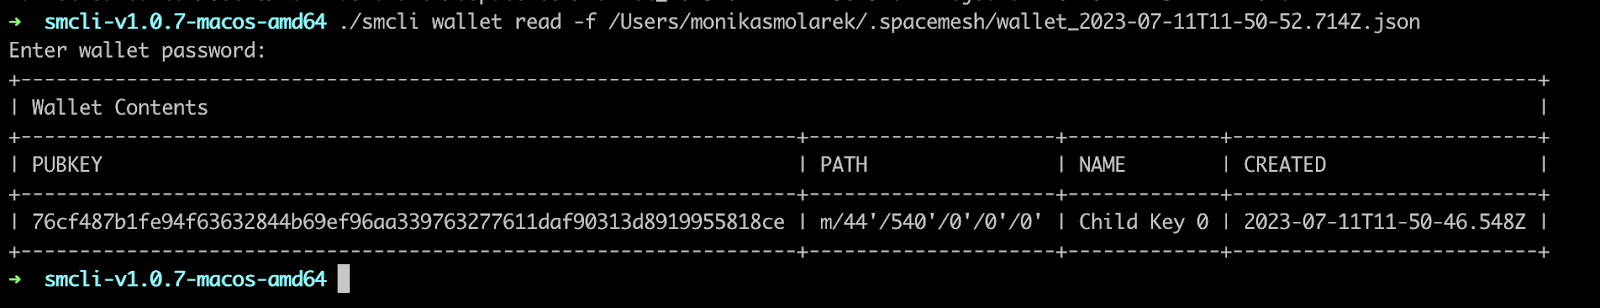 ➜ smcli-v1.0.7-macos-amd64 ./smcli wallet read -f /Users/monikasmolarek/.spacemesh/wallet_2023-07-11T11-50-52.714Z.json
Enter wallet password:
+---------------------------------------------------------------------------------------------------------------------------------+
| Wallet Contents |
+------------------------------------------------------------------+---------------------+-------------+--------------------------+
| PUBKEY | PATH | NAME | CREATED |
+------------------------------------------------------------------+---------------------+-------------+--------------------------+
| 76cf487b1fe94f63632844b69ef96aa339763277611daf90313d8919955818ce | m/44'/540'/0'/0'/0' | Child Key 0 | 2023-07-11T11-50-46.548Z |
+------------------------------------------------------------------+---------------------+-------------+--------------------------+
➜ smcli-v1.0.7-macos-amd64